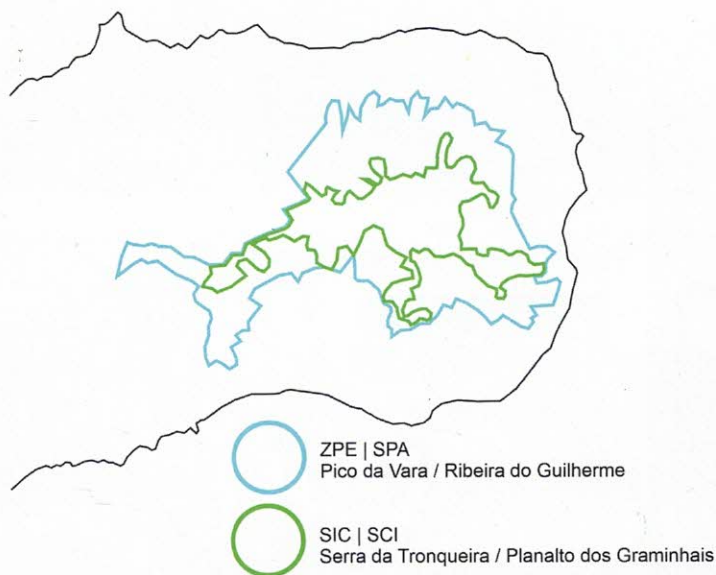 ZPE | SPA
Pico da Vara / Ribeira do Guilherme
SIC | SCI
Serra da Tronqueira / Planalto dos Graminhais